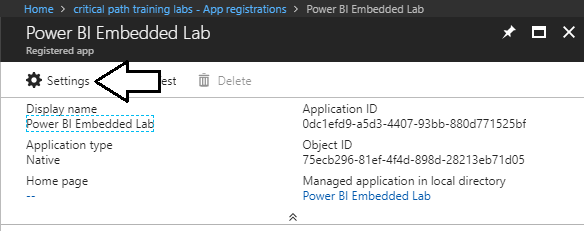 Home > critical path training labs - App registrations > Power BI Embedded Lab
Power BI Embedded Lab
Registered app
Settings Delete
Display name
Power BI Embedded Lab
Application ID
0dc1efd9-a5d3-4407-93bb-880d771525bf
Application type
Native
Object ID
75ecb296-81ef-4f4d-898d-28213eb71d05
Home page
--
Managed application in local directory
Power BI Embedded Lab